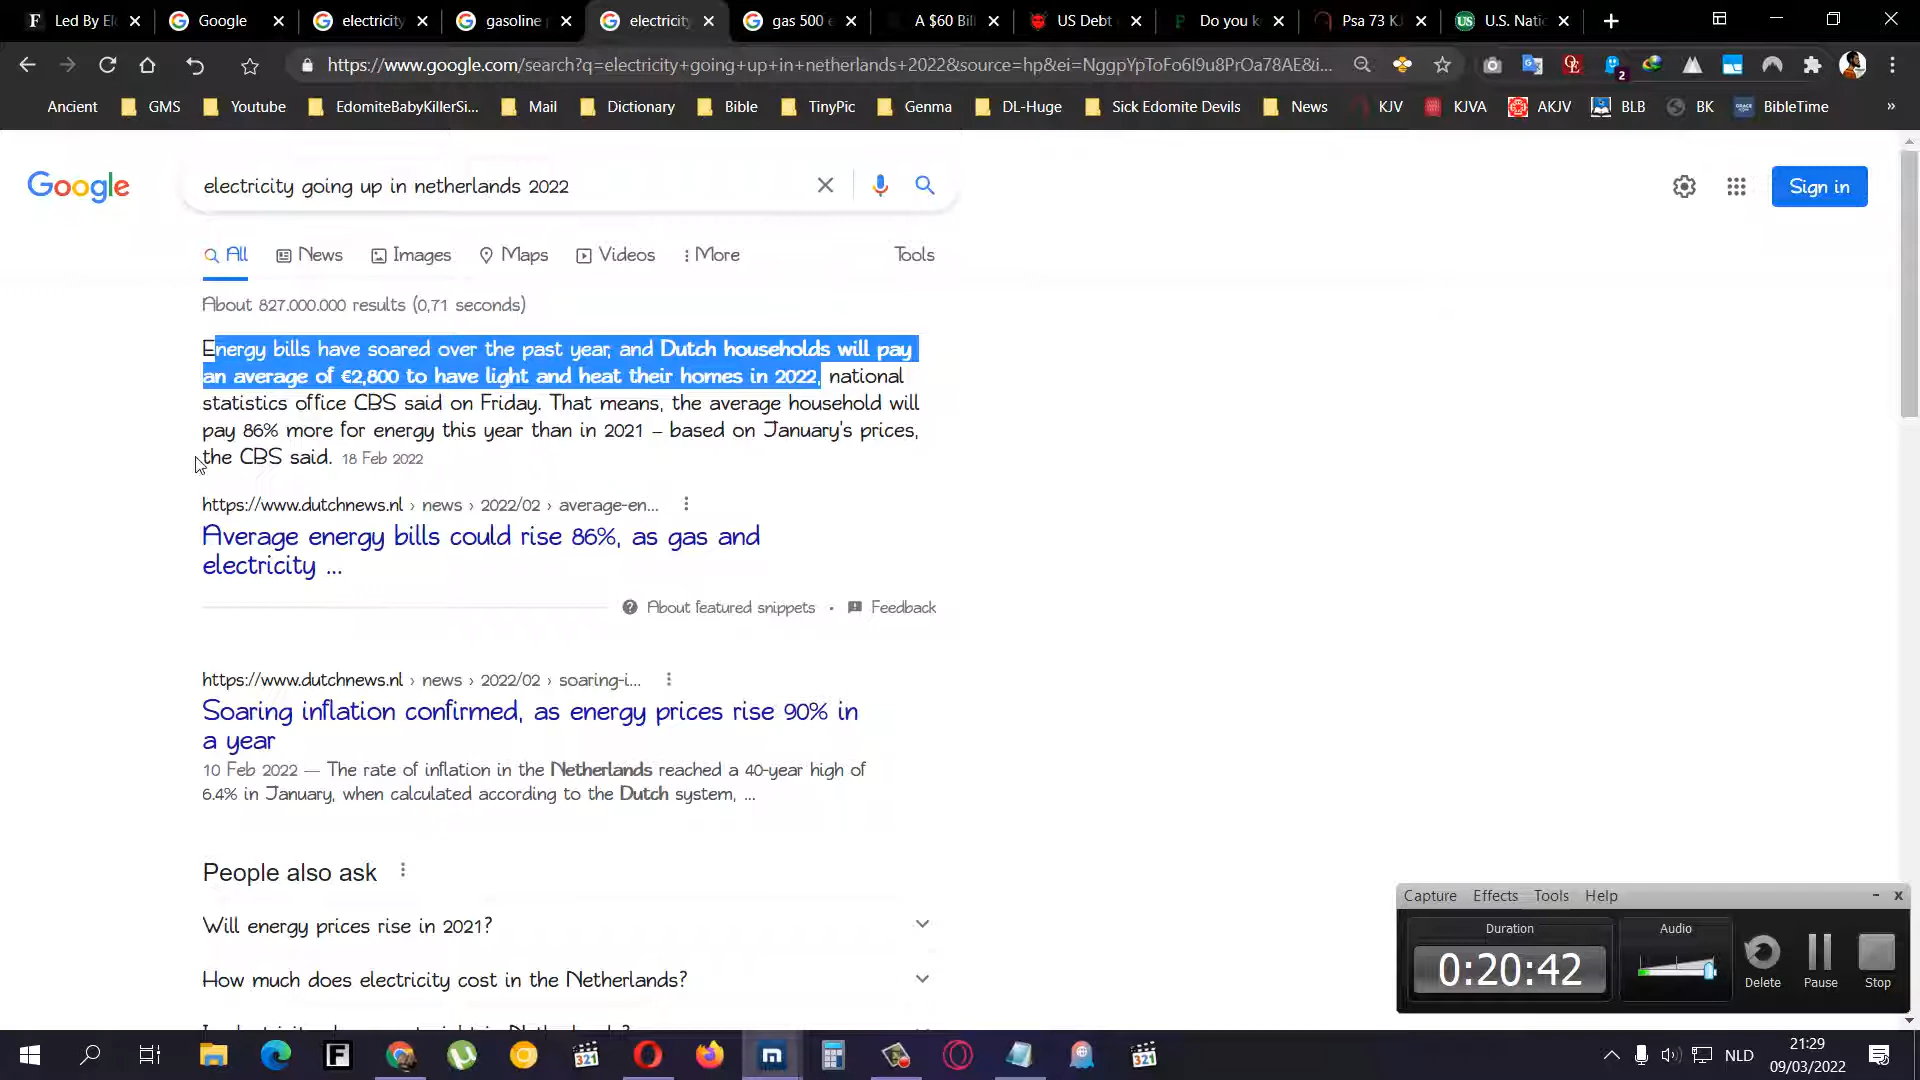 Led By El
Google
electricity
gasoline
electricity
gas 500
A $60 Bil
US Debt
Do you k
Psa 73 KJ
U.S. Nati
https://www.google.com/search?q=electricity+going+up+in+netherlands+2022&source=hp&ei=NggpYpToFo6I9u8PrOa78AE&i...
2
Ancient
GMS
Youtube
EdomiteBabyKillerSi...
Mail
Dictionary
Bible
TinyPic
Genma
DL-Huge
Sick Edomite Devils
News
KJV
KJVA
AKJV
BLB
BK
BibleTime
»
Google
electricity going up in netherlands 2022
Sign in
All
News
Images
Maps
Videos
More
Tools
About 827.000.000 results (0,71 seconds)
Energy bills have soared over the past year, and Dutch households will pay
an average of €2,800 to have light and heat their homes in 2022, national
statistics office CBS said on Friday. That means, the average household will
pay 86% more for energy this year than in 2021 – based on January's prices,
the CBS said. 18 Feb 2022
https://www.dutchnews.nl › news › 2022/02 › average-en...
Average energy bills could rise 86%, as gas and
electricity ...
About featured snippets • Feedback
https://www.dutchnews.nl › news › 2022/02 › soaring-i...
Soaring inflation confirmed, as energy prices rise 90% in
a year
10 Feb 2022 — The rate of inflation in the Netherlands reached a 40-year high of
6.4% in January, when calculated according to the Dutch system, ...
People also ask
Will energy prices rise in 2021?
How much does electricity cost in the Netherlands?
Capture Effects Tools Help
Duration
Audio
0:20:42
Delete
Pause
Stop
NLD
21:29
09/03/2022